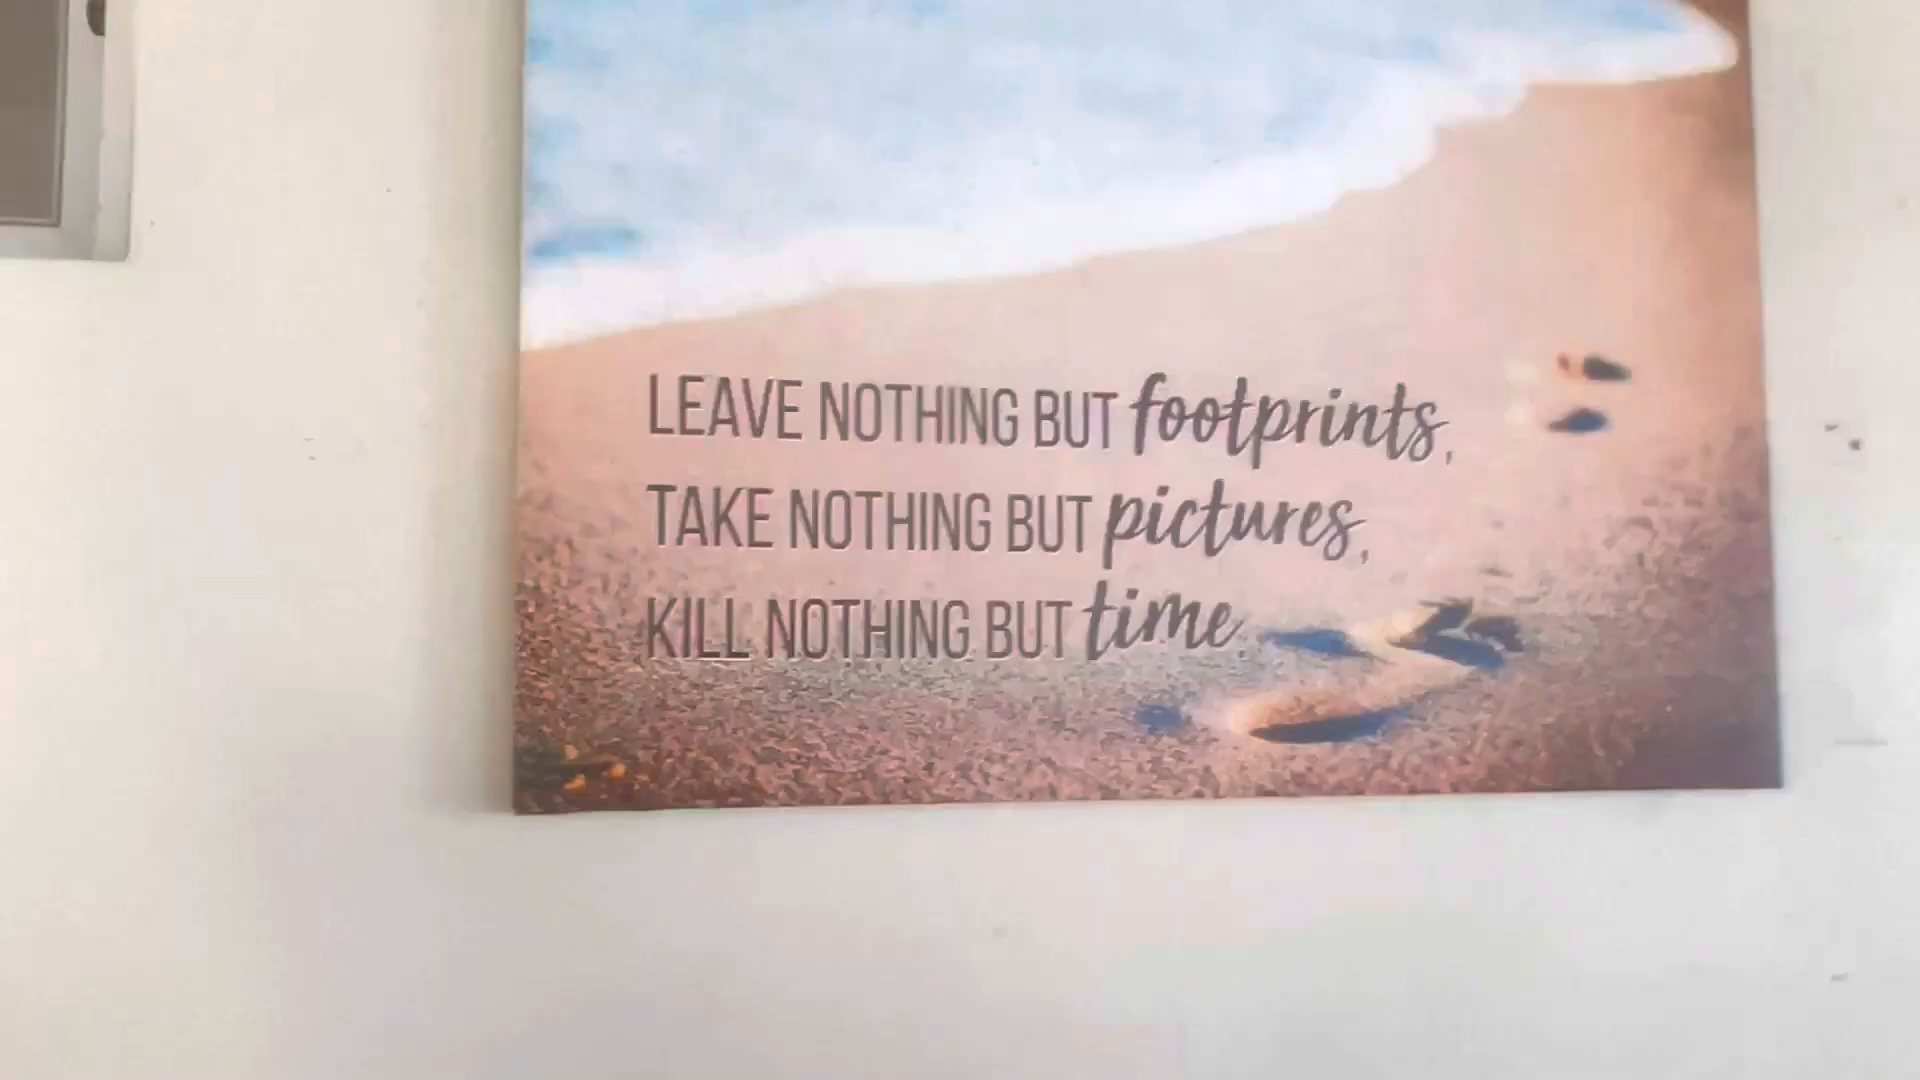 LEAVE NOTHING BUT footprints,
TAKE NOTHING BUT pictures,
KILL NOTHING BUT time